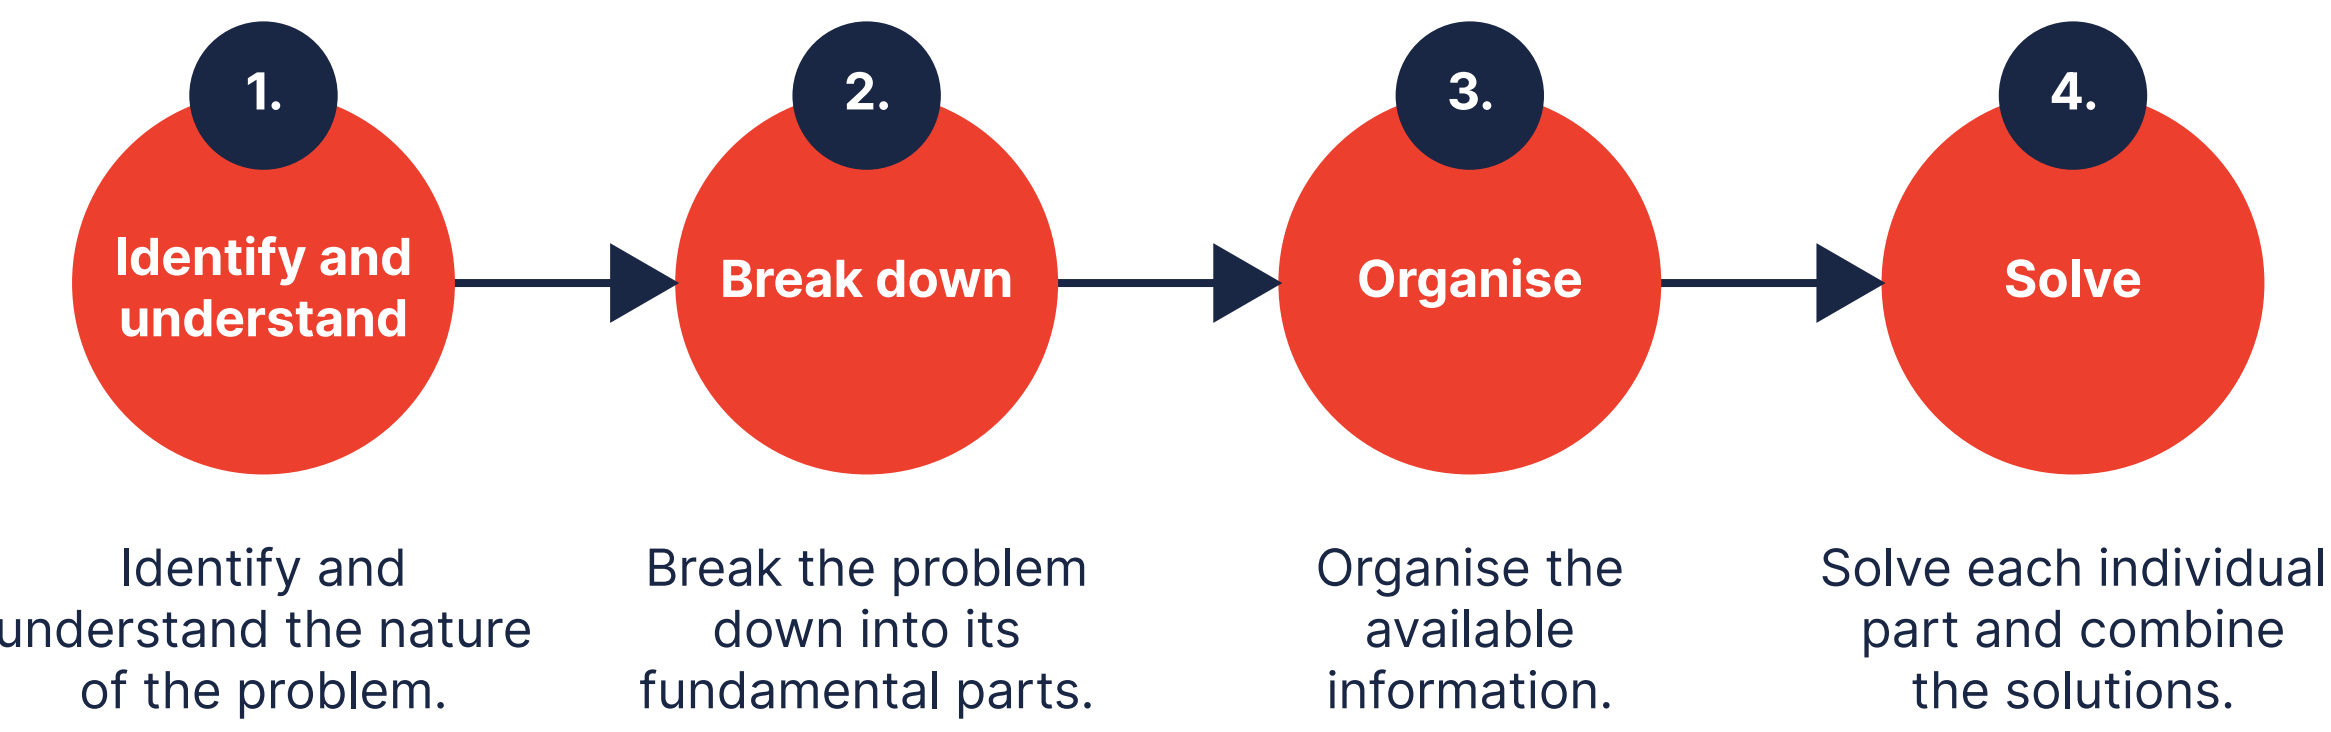 1.
Identify and
understand
Identify and
understand the nature
of the problem.
2.
Break down
Break the problem
down into its
fundamental parts.
3.
Organise
Organise the
available
information.
4.
Solve
Solve each individual
part and combine
the solutions.